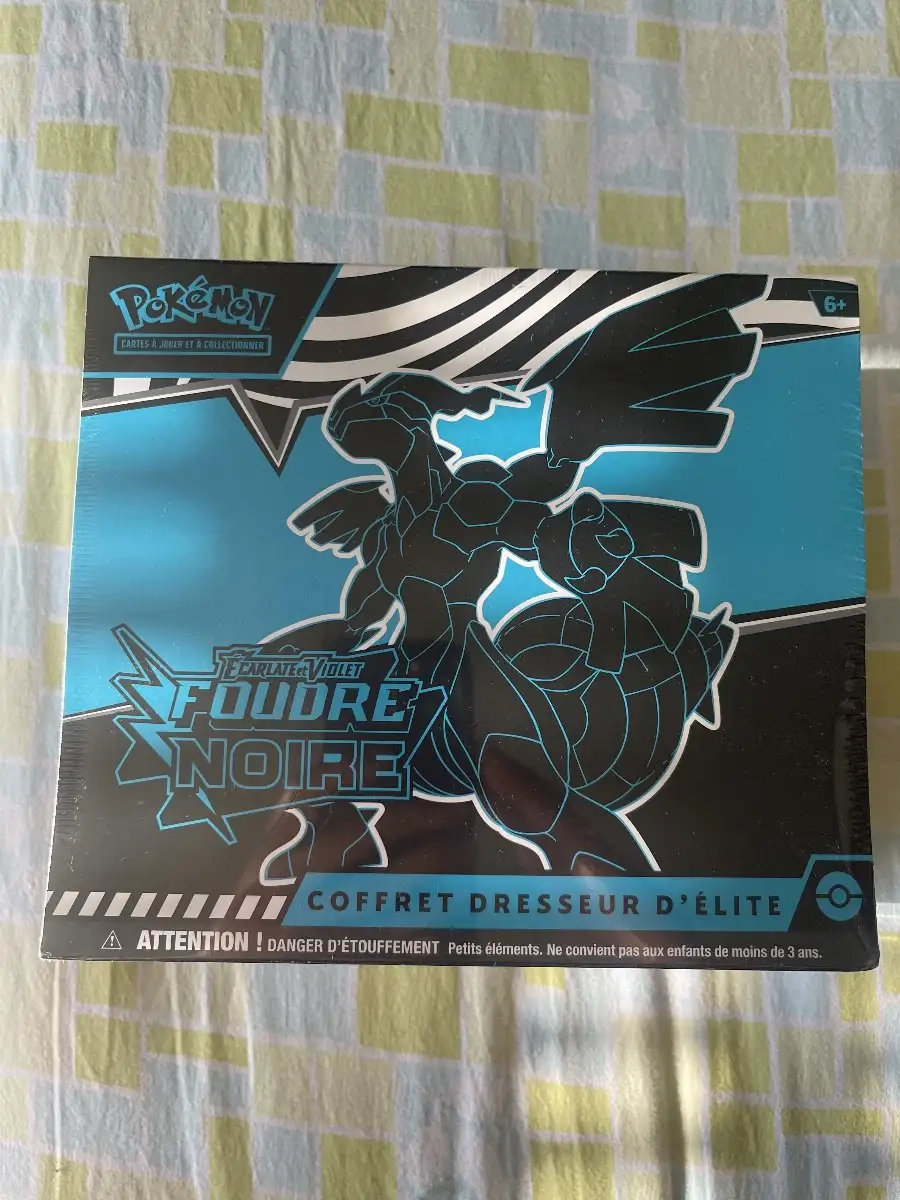 POKéMON
CARTES À JOUER ET À COLLECTIONNER
6+
ÉCARLATE et VIOLET
FOUDRE
NOIRE
COFFRET DRESSEUR D'ÉLITE
ATTENTION ! DANGER D'ÉTOUFFEMENT Petits éléments. Ne convient pas aux enfants de moins de 3 ans.